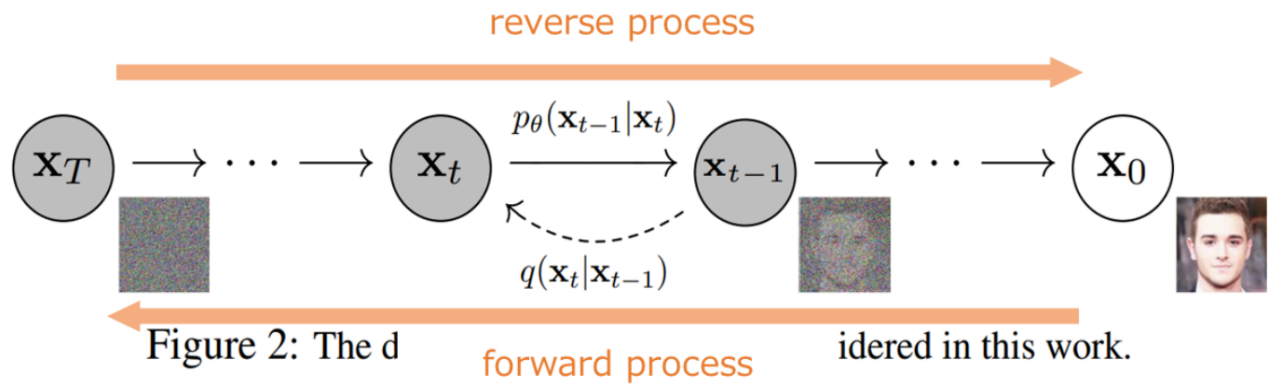 reverse process
p_θ(x_{t−1}|x_t)
x_T ··· x_t x_{t−1} ··· x_0
q(x_t|x_{t−1})
Figure 2: The d idered in this work.
forward process